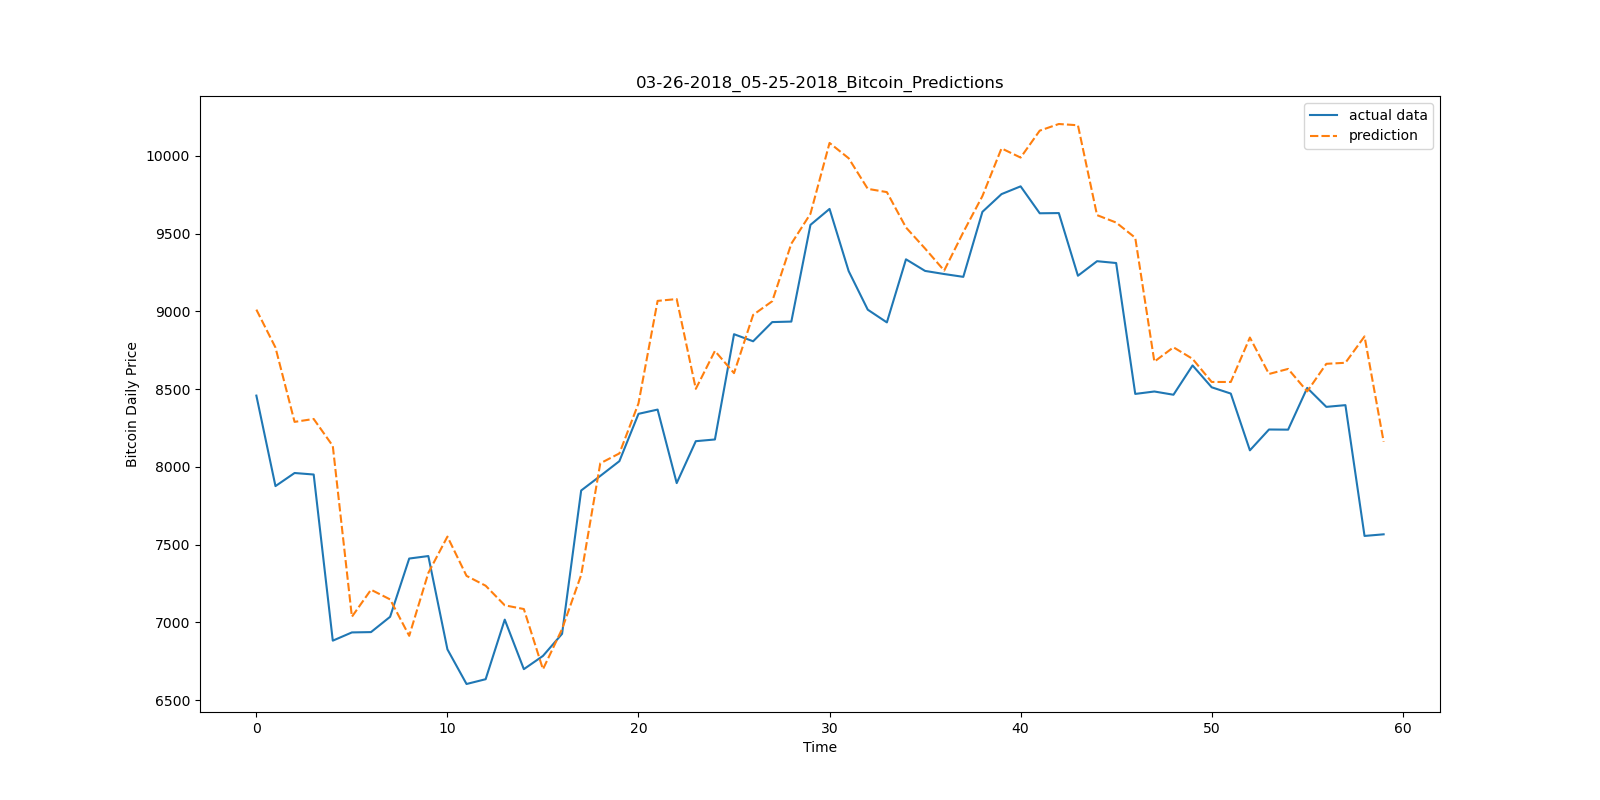 03-26-2018_05-25-2018_Bitcoin_Predictions
actual data
prediction
Bitcoin Daily Price
10000
9500
9000
8500
8000
7500
7000
6500
0 10 20 30 40 50 60
Time